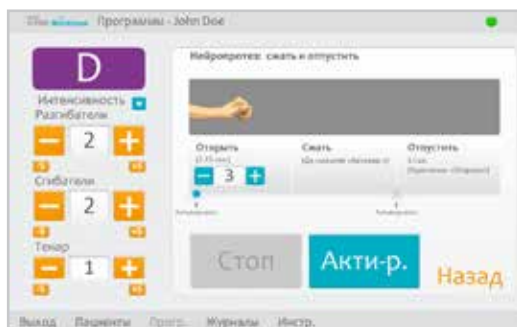 Программы - John Doe
D
Интенсивность
Разгибатели
2
Сгибатели
2
Тенар
1
Нейропротез: сжать и отпустить
Открыть
3
Сжать
Отпустить
Стоп
Акти-р.
Назад
Выход Пациенты Прогр. Журналы Инстр.